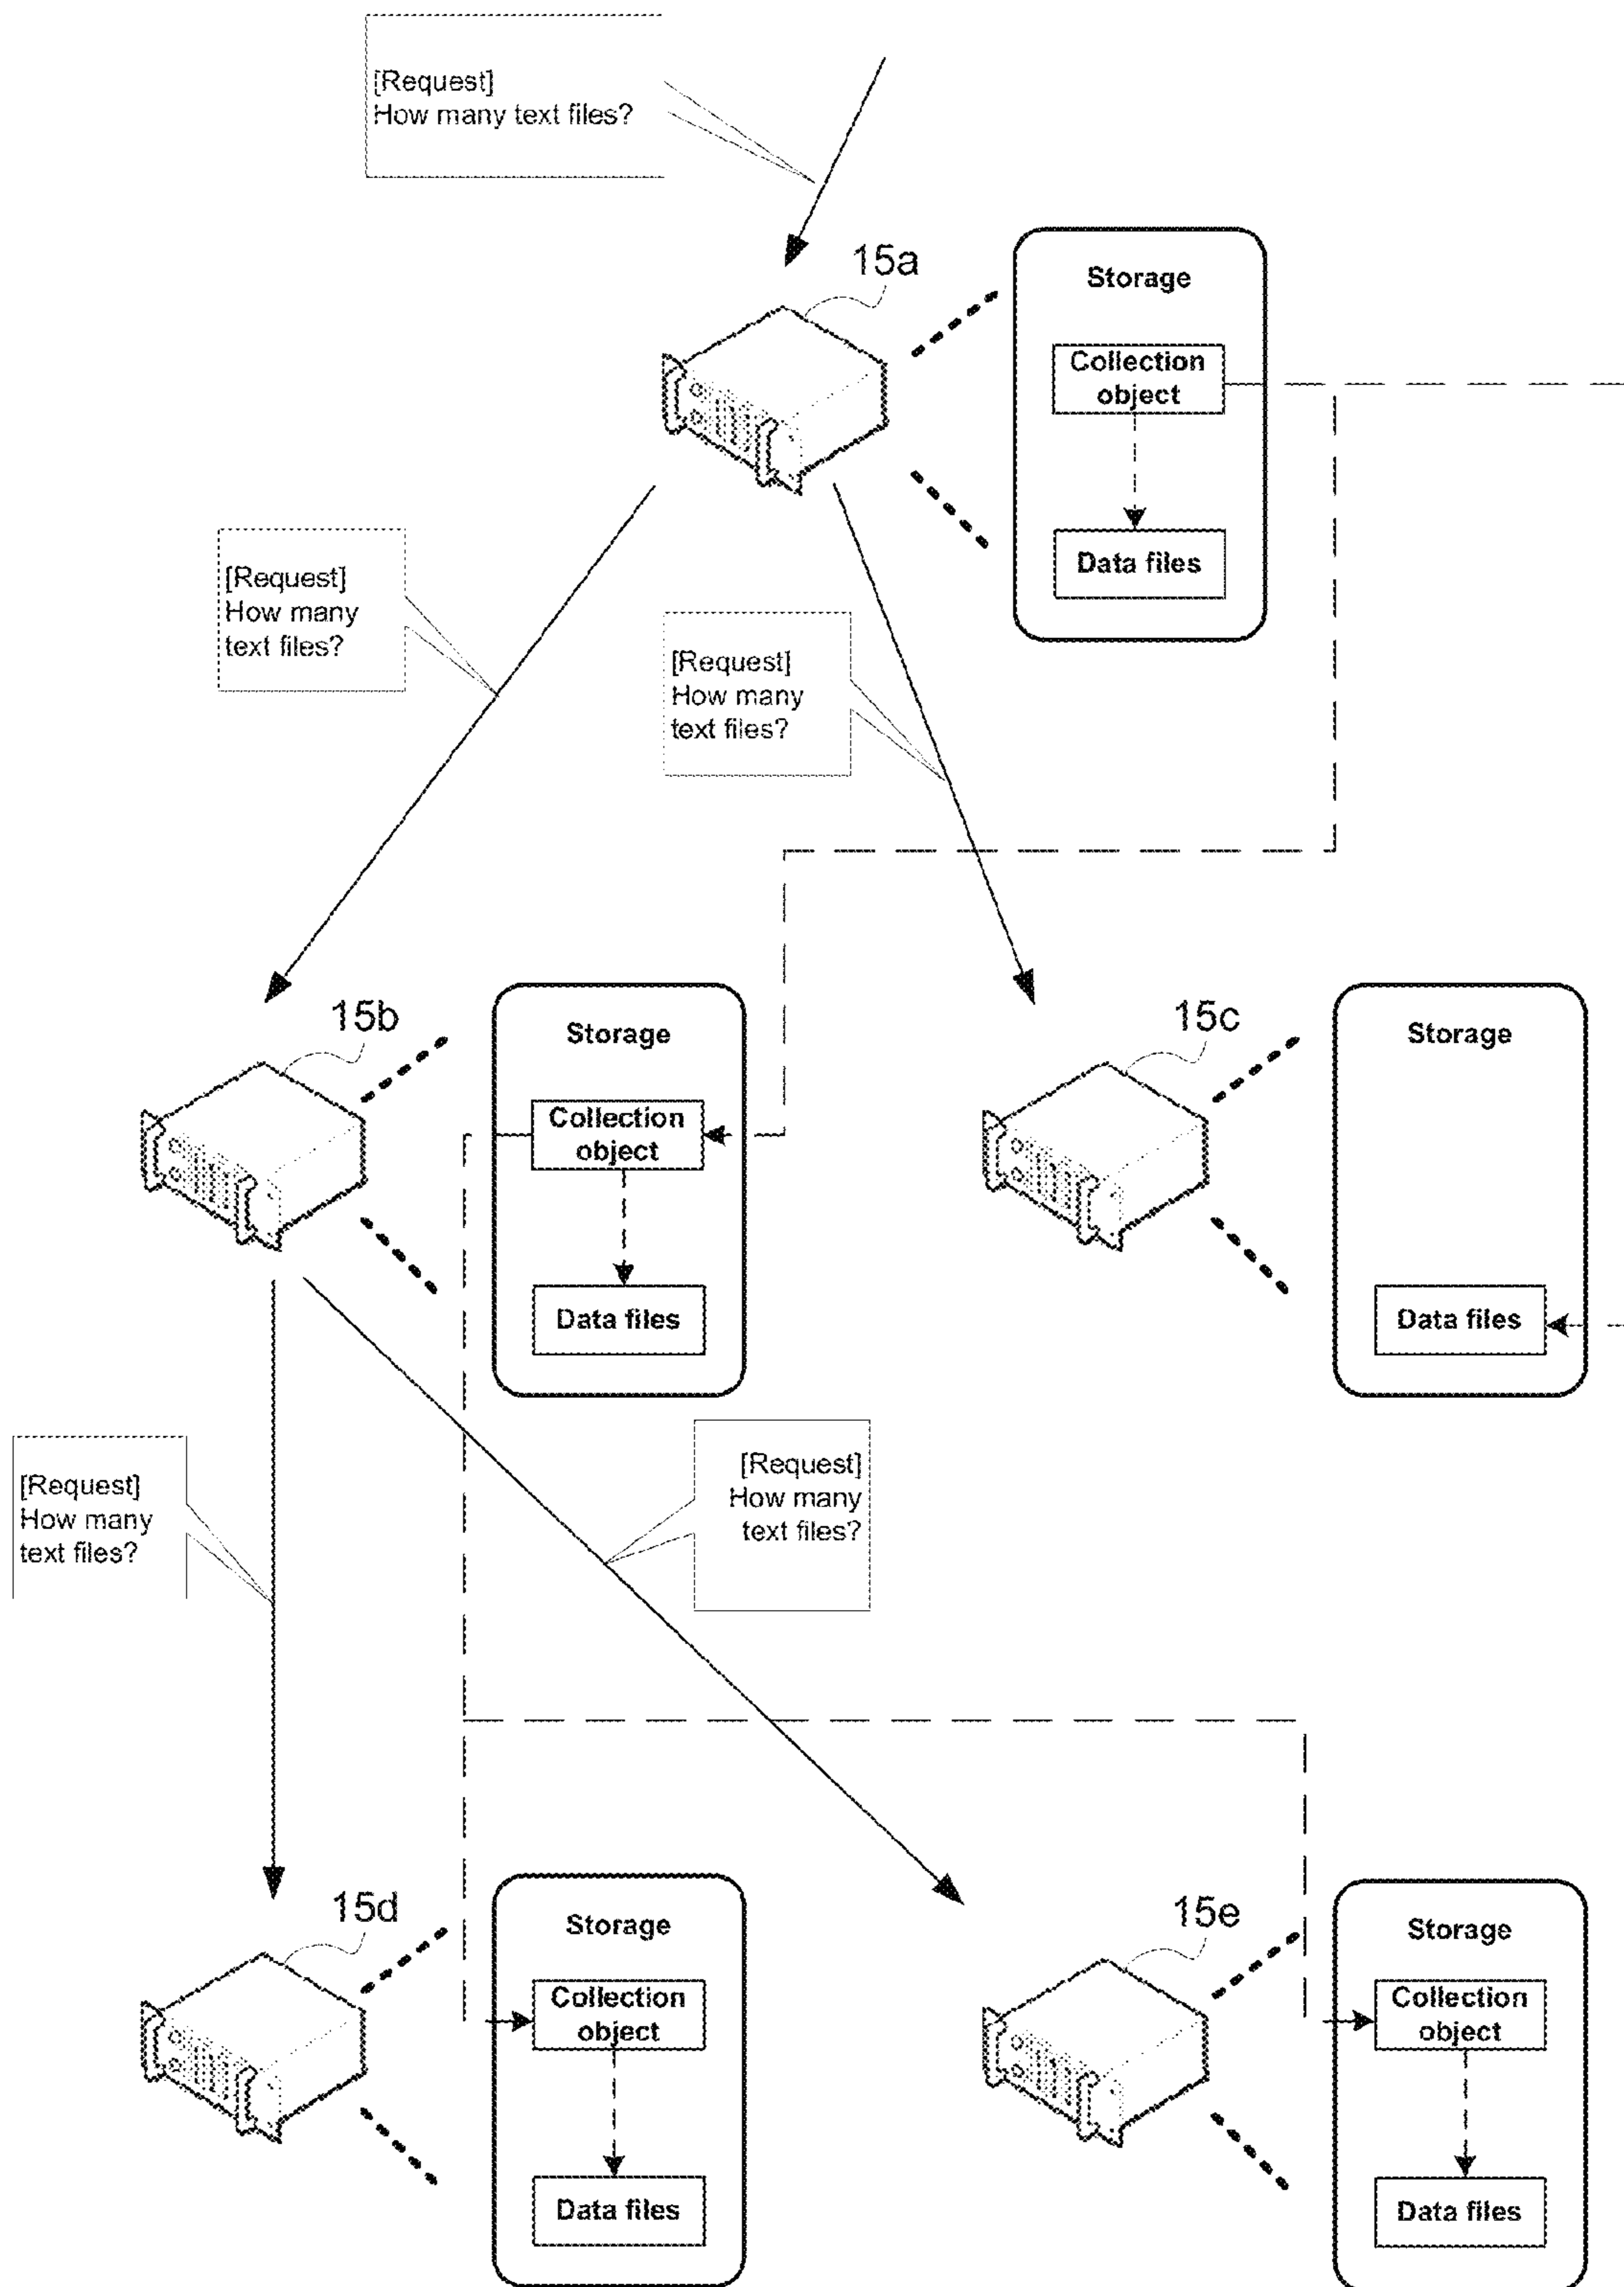 [Request]
How many text files?
15a
Storage
Collection
object
Data files
[Request]
How many
text files?
[Request]
How many
text files?
15b
Storage
Collection
object
Data files
15c
Storage
Data files
[Request]
How many
text files?
[Request]
How many
text files?
15d
Storage
Collection
object
Data files
15e
Storage
Collection
object
Data files